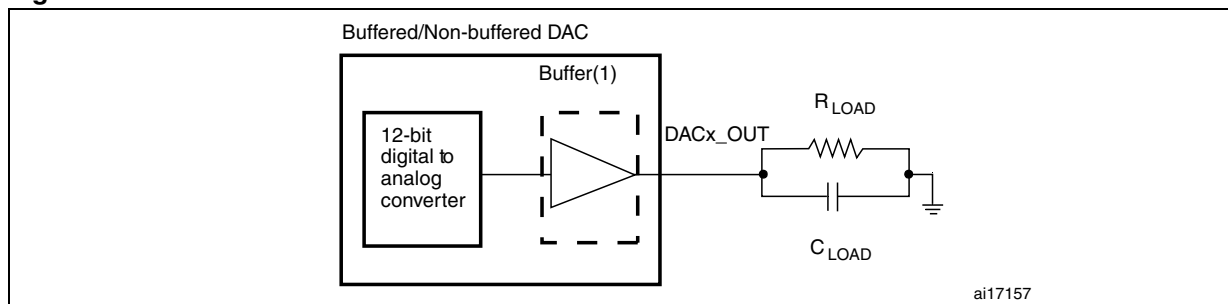 Buffered/Non-buffered DAC
Buffer(1)
12-bit
digital to
analog
converter
DACx_OUT
R LOAD
C LOAD
ai17157